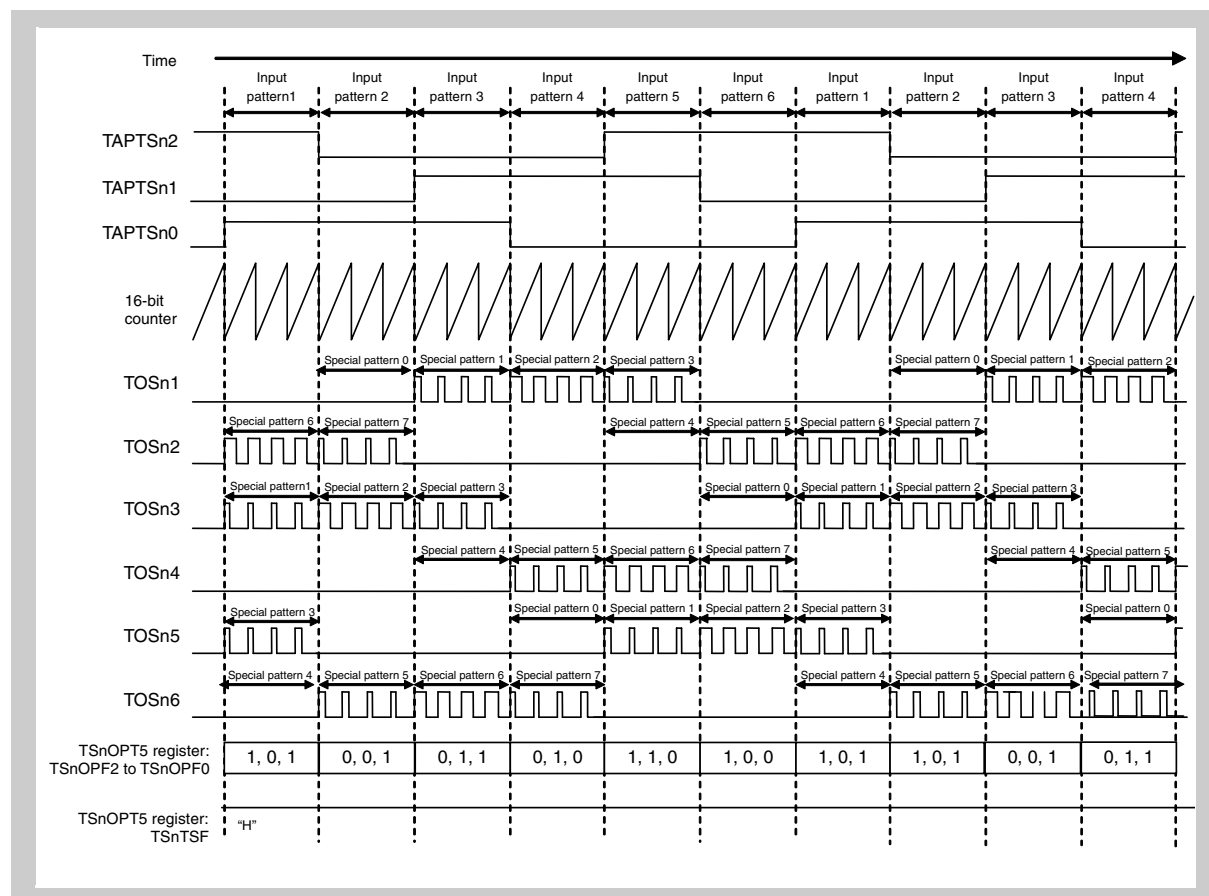 Time
Input Input Input Input Input Input Input Input Input Input
pattern1 pattern 2 pattern 3 pattern 4 pattern 5 pattern 6 pattern 1 pattern 2 pattern 3 pattern 4
TAPTSn2
TAPTSn1
TAPTSn0
16-bit
counter
Special pattern 0 Special pattern 1 Special pattern 2 Special pattern 3 Special pattern 0 Special pattern 1 Special pattern 2
TOSn1
Special pattern 6 Special pattern 7 Special pattern 4 Special pattern 5 Special pattern 6 Special pattern 7
TOSn2
Special pattern1 Special pattern 2 Special pattern 3 Special pattern 0 Special pattern 1 Special pattern 2 Special pattern 3
TOSn3
Special pattern 4 Special pattern 5 Special pattern 6 Special pattern 7 Special pattern 4 Special pattern 5
TOSn4
Special pattern 3 Special pattern 0 Special pattern 1 Special pattern 2 Special pattern 3 Special pattern 0
TOSn5
Special pattern 4 Special pattern 5 Special pattern 6 Special pattern 7 Special pattern 4 Special pattern 5 Special pattern 6 Special pattern 7
TOSn6
TSnOPT5 register:
TSnOPF2 to TSnOPF0
1, 0, 1 0, 0, 1 0, 1, 1 0, 1, 0 1, 1, 0 1, 0, 0 1, 0, 1 1, 0, 1 0, 0, 1 0, 1, 1
TSnOPT5 register:
TSnTSF
“H”